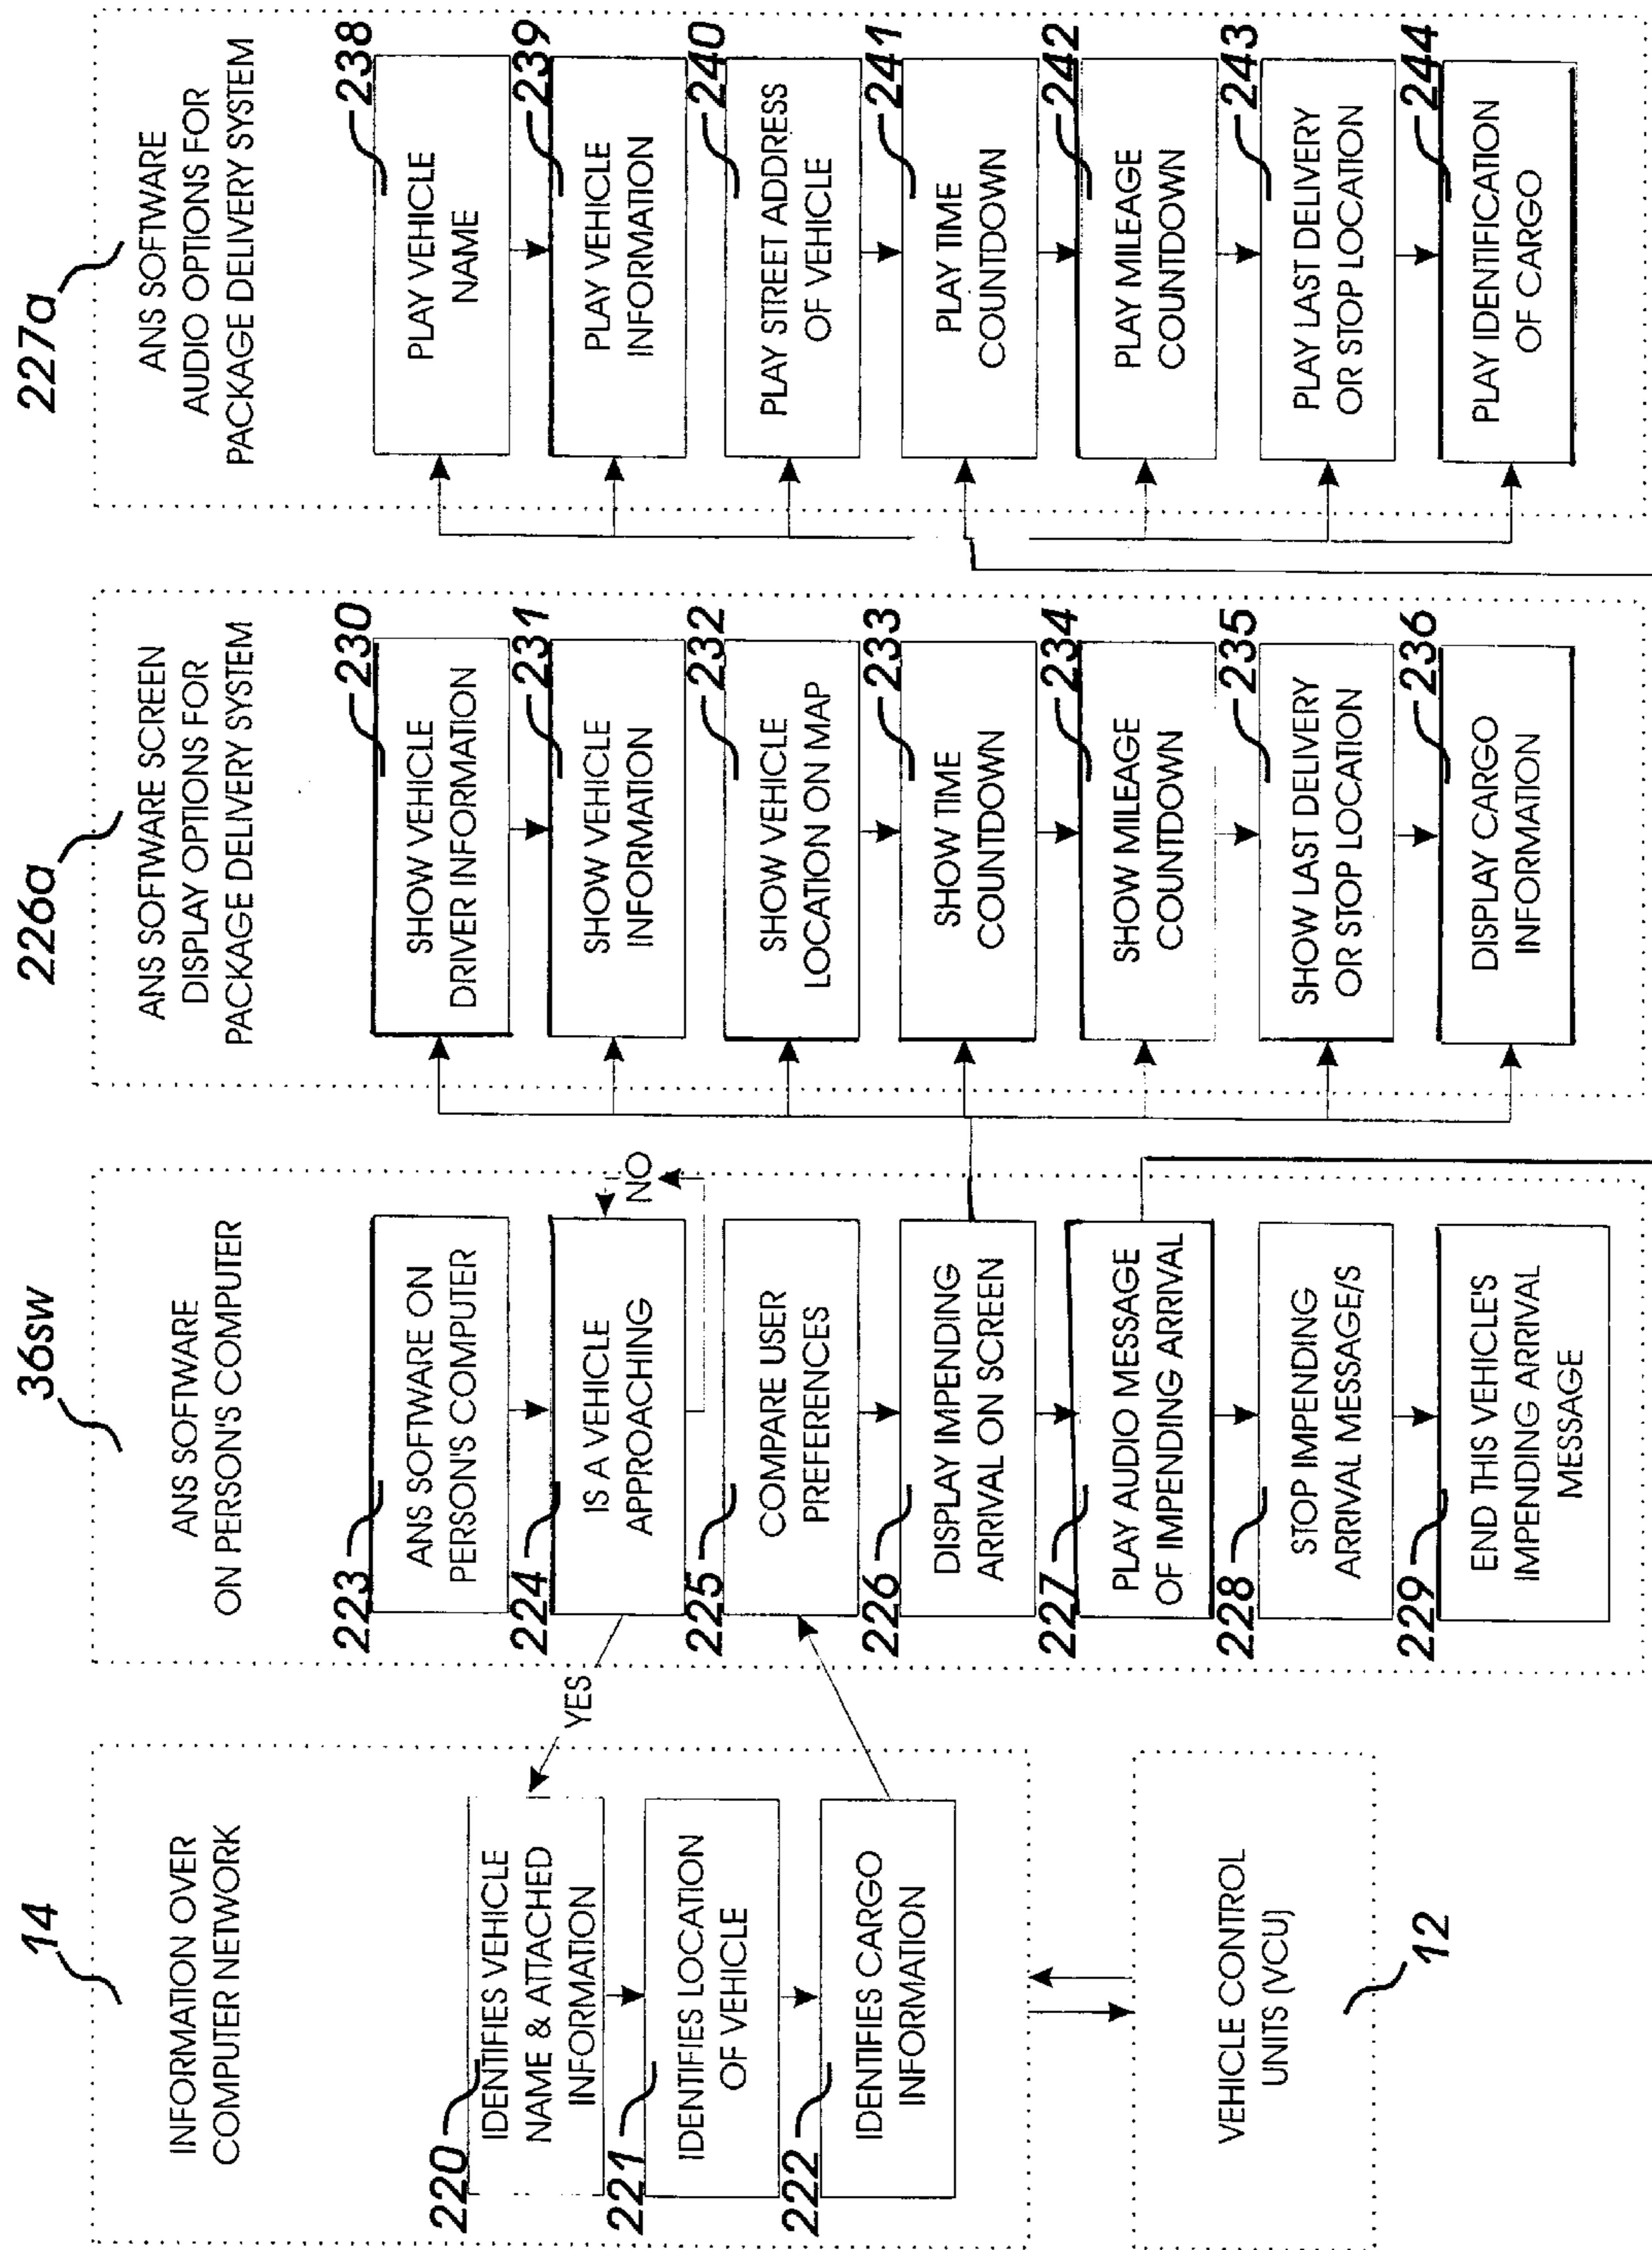 14
INFORMATION OVER
COMPUTER NETWORK
220
IDENTIFIES VEHICLE
NAME & ATTACHED
INFORMATION
221
IDENTIFIES LOCATION
OF VEHICLE
222
IDENTIFIES CARGO
INFORMATION
VEHICLE CONTROL
UNITS (VCU)
12
YES
36sw
ANS SOFTWARE
ON PERSON'S COMPUTER
223
ANS SOFTWARE ON
PERSON'S COMPUTER
224
IS A VEHICLE
APPROACHING
NO
225
COMPARE USER
PREFERENCES
226
DISPLAY IMPENDING
ARRIVAL ON SCREEN
227
PLAY AUDIO MESSAGE
OF IMPENDING ARRIVAL
228
STOP IMPENDING
ARRIVAL MESSAGE/S
229
END THIS VEHICLE'S
IMPENDING ARRIVAL
MESSAGE
226a
ANS SOFTWARE SCREEN
DISPLAY OPTIONS FOR
PACKAGE DELIVERY SYSTEM
230
SHOW VEHICLE
DRIVER INFORMATION
231
SHOW VEHICLE
INFORMATION
232
SHOW VEHICLE
LOCATION ON MAP
233
SHOW TIME
COUNTDOWN
234
SHOW MILEAGE
COUNTDOWN
235
SHOW LAST DELIVERY
OR STOP LOCATION
236
DISPLAY CARGO
INFORMATION
227a
ANS SOFTWARE
AUDIO OPTIONS FOR
PACKAGE DELIVERY SYSTEM
238
PLAY VEHICLE
NAME
239
PLAY VEHICLE
INFORMATION
240
PLAY STREET ADDRESS
OF VEHICLE
241
PLAY TIME
COUNTDOWN
242
PLAY MILEAGE
COUNTDOWN
243
PLAY LAST DELIVERY
OR STOP LOCATION
244
PLAY IDENTIFICATION
OF CARGO